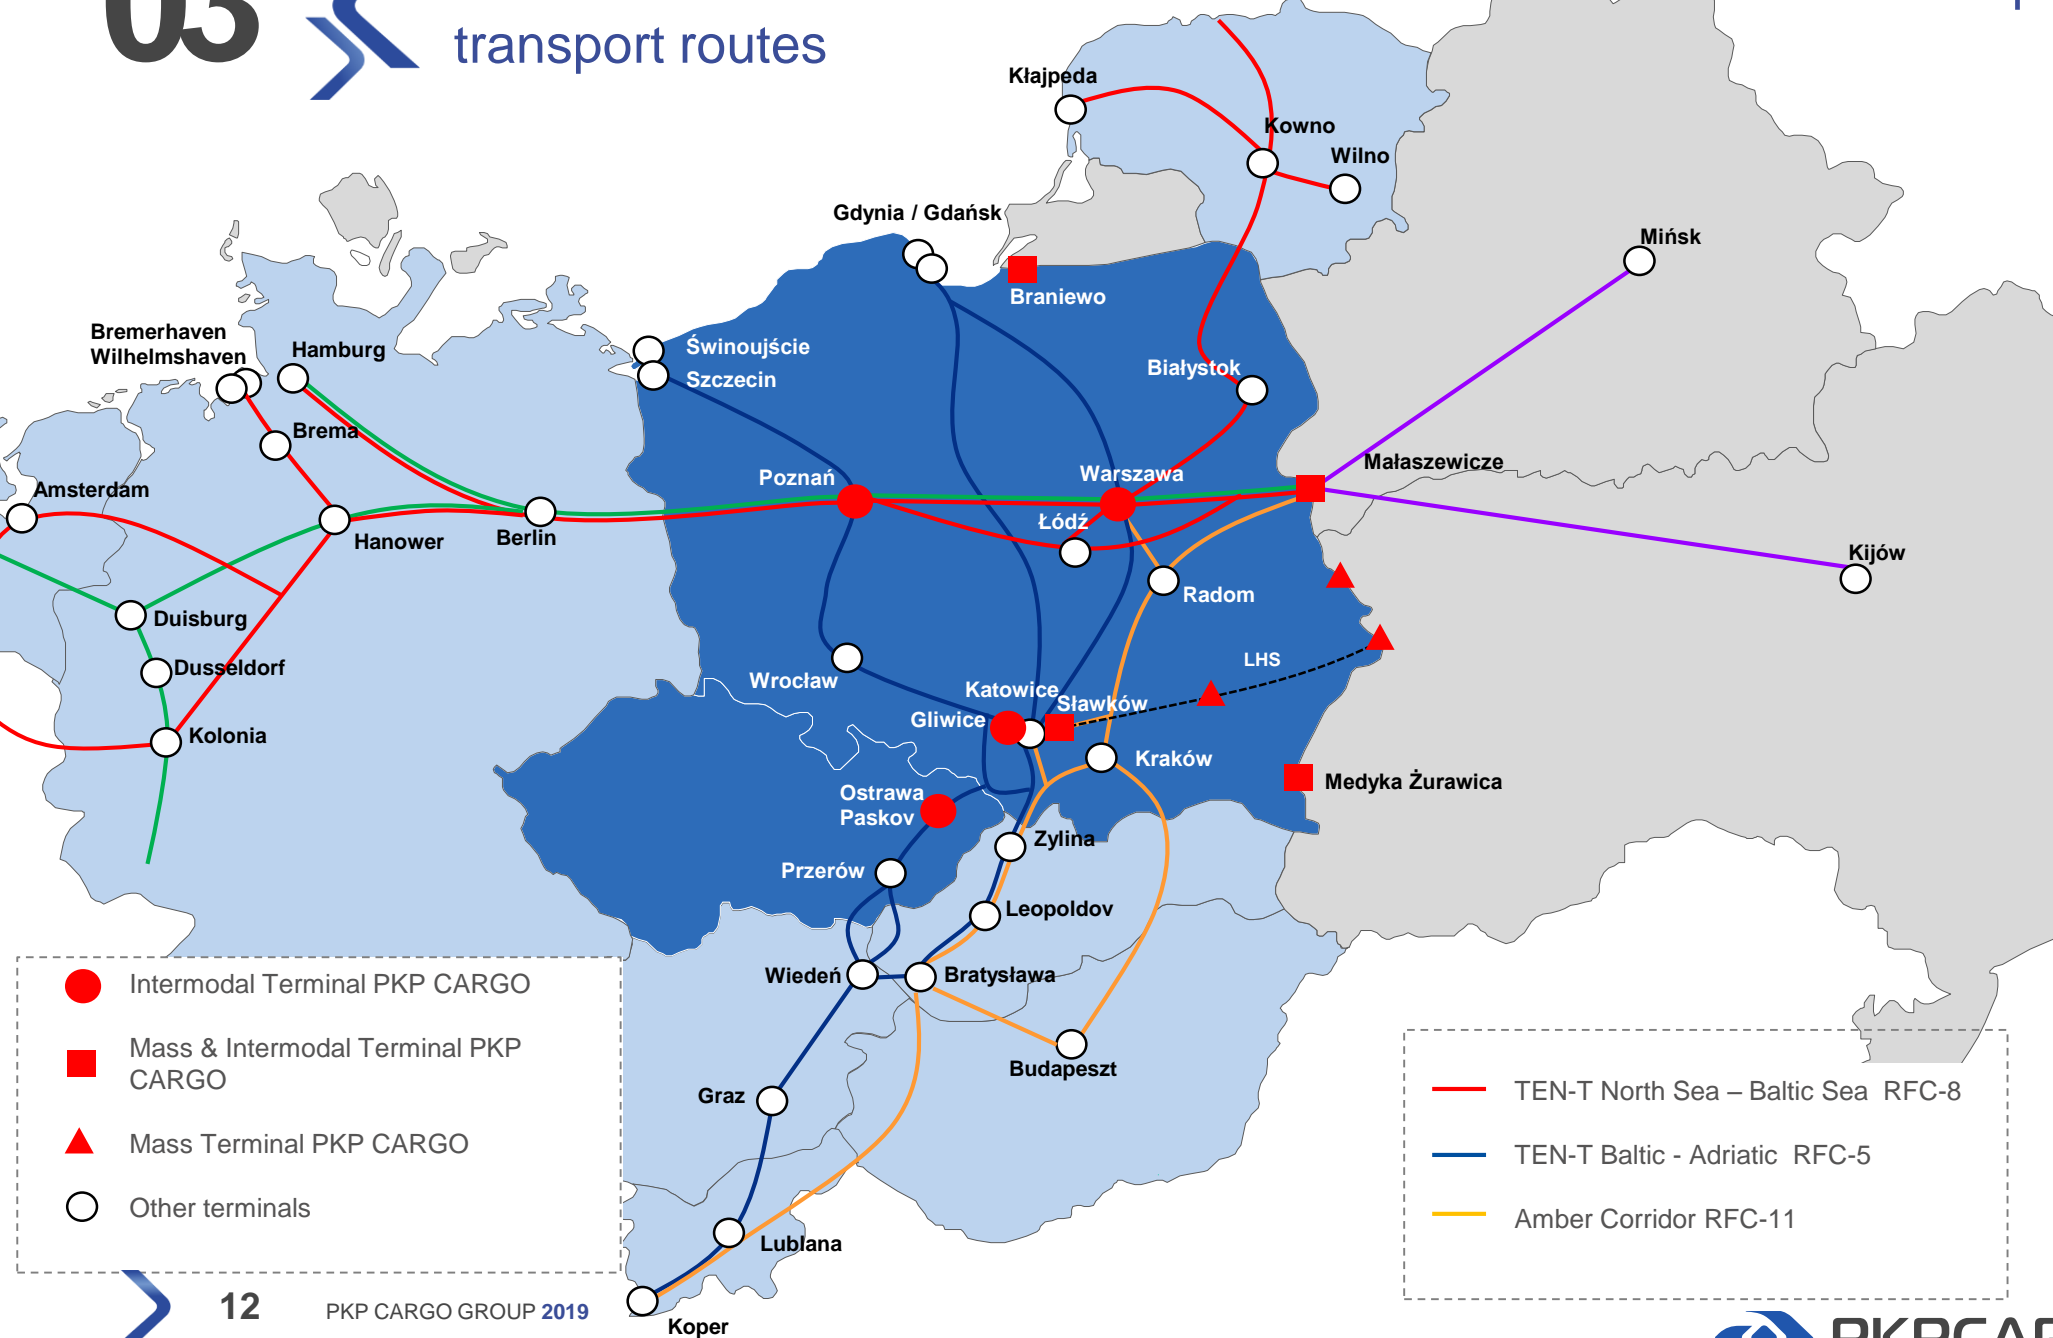 03
transport routes
Kłajpeda
Kowno
Wilno
Gdynia / Gdańsk
Mińsk
Braniewo
Bremerhaven
Wilhelmshaven
Hamburg
Świnoujście
Szczecin
Białystok
Brema
Małaszewicze
Poznań
Warszawa
Amsterdam
Łódź
Hanower
Berlin
Kijów
Radom
Duisburg
LHS
Dusseldorf
Wrocław
Katowice
Sławków
Gliwice
Kolonia
Kraków
Medyka Żurawica
Ostrawa
Paskov
Zylina
Przerów
Leopoldov
Wiedeń
Bratysława
Budapeszt
Graz
Lublana
Koper
Intermodal Terminal PKP CARGO
Mass & Intermodal Terminal PKP
CARGO
Mass Terminal PKP CARGO
Other terminals
TEN-T North Sea – Baltic Sea RFC-8
TEN-T Baltic - Adriatic RFC-5
Amber Corridor RFC-11
12
PKP CARGO GROUP 2019